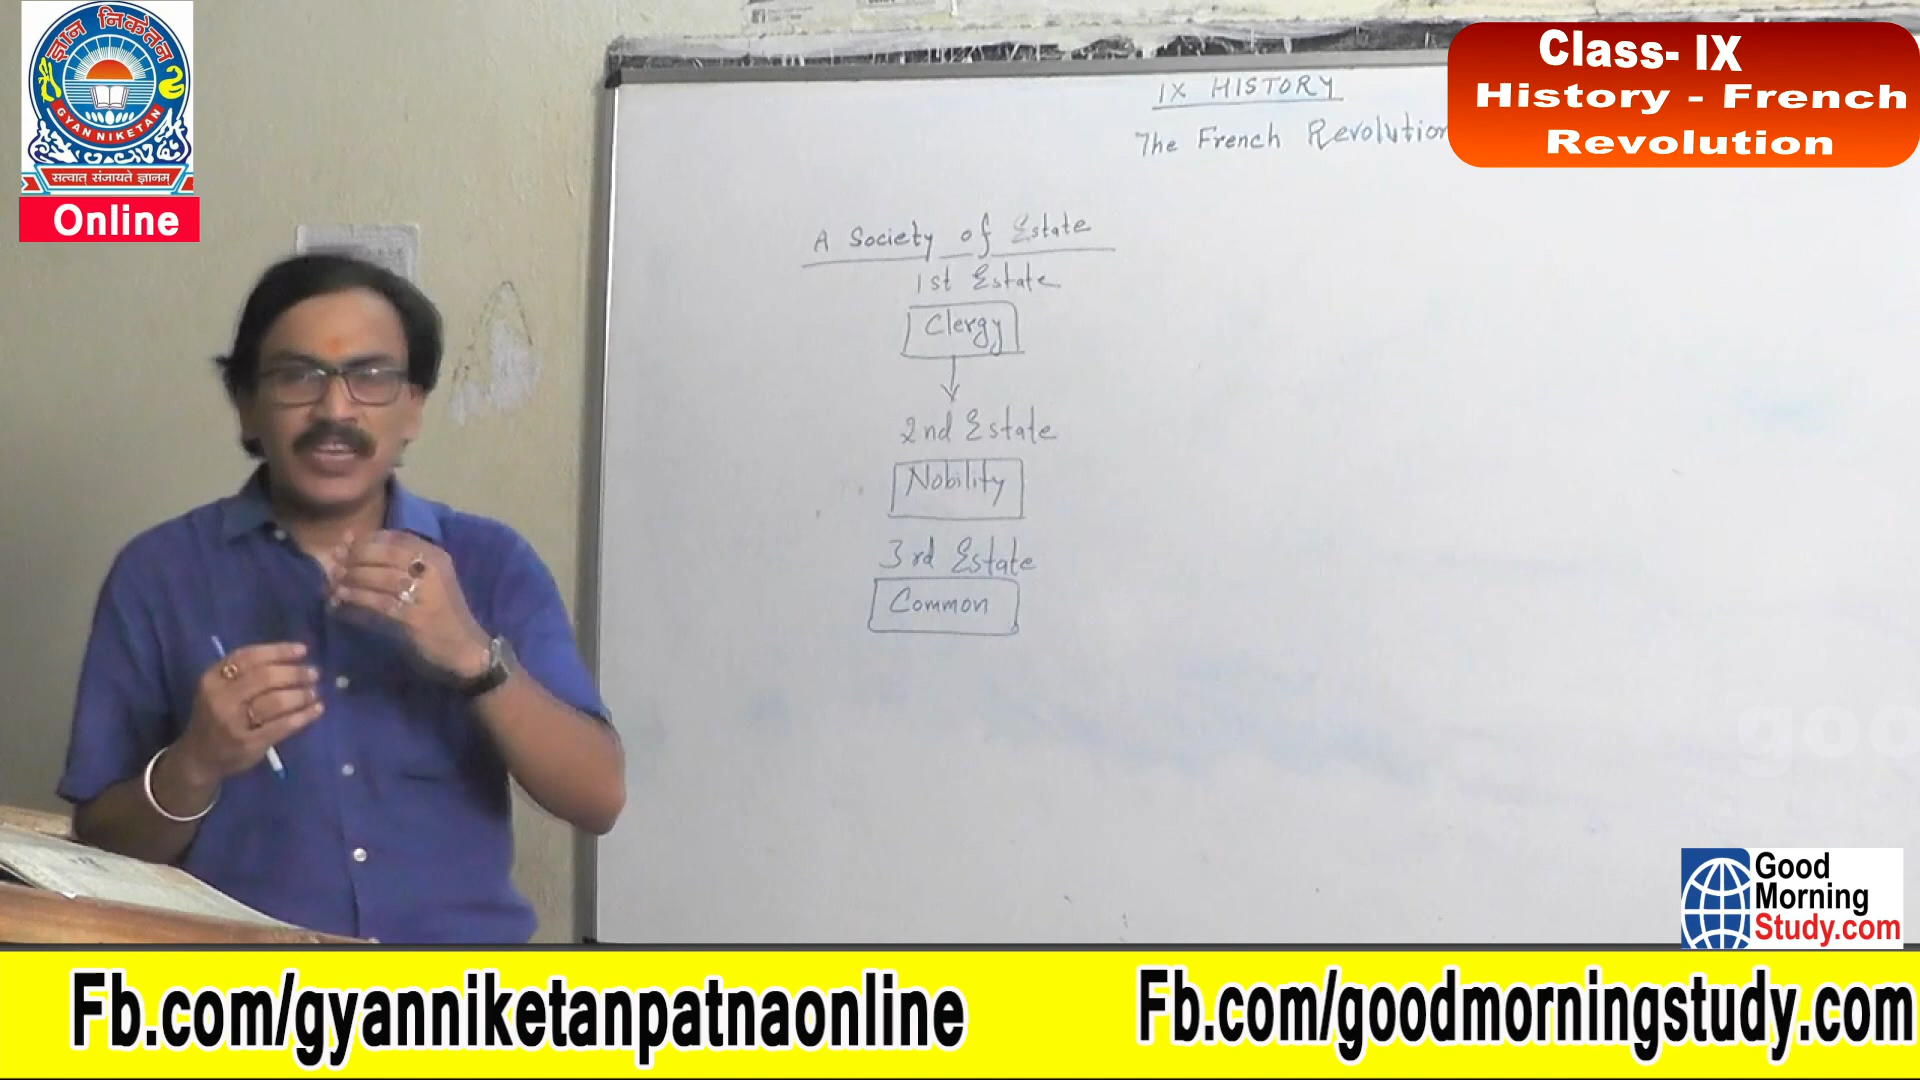 ज्ञान निकेतन
GYAN NIKETAN
सत्वात् संजायते ज्ञानम्
Online
Class- IX
History - French
Revolution
IX HISTORY
The French Revolution
A Society of Estate
1st Estate
Clergy
2nd Estate
Nobility
3rd Estate
Common
goo
Good
Morning
Study.com
Fb.com/gyanniketanpatnaonline
Fb.com/goodmorningstudy.com